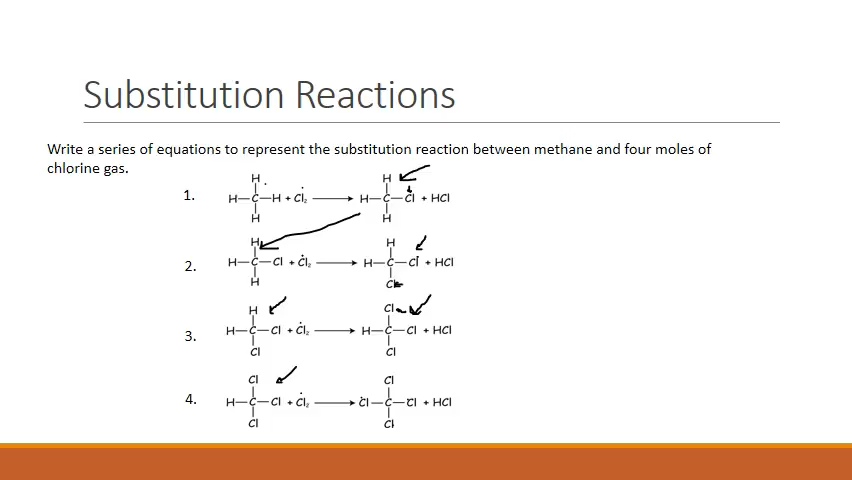 Substitution Reactions
Write a series of equations to represent the substitution reaction between methane and four moles of
chlorine gas.
H H
1. H—C—H + Cl₂ → H—C—Cl + HCl
H H
H H
2. H—C—Cl + Cl₂ → H—C—Cl + HCl
H Cl
H Cl
3. H—C—Cl + Cl₂ → H—C—Cl + HCl
Cl Cl
Cl Cl
4. H—C—Cl + Cl₂ → Cl—C—Cl + HCl
Cl Cl